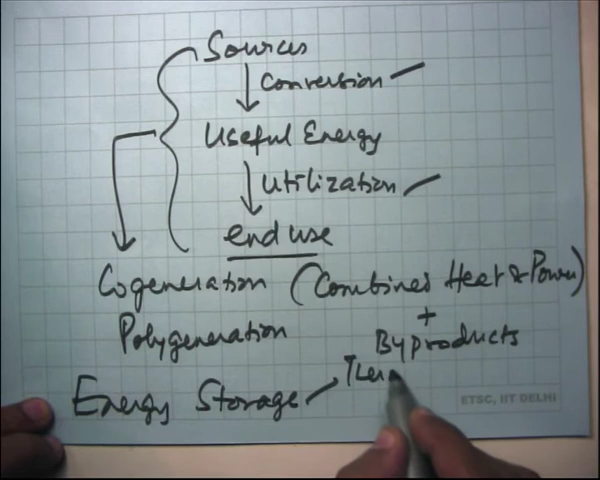 Sources
Conversion
Useful Energy
Utilization
end use
Cogeneration (Combined Heat & Power)
+
Polygeneration Byproducts
Energy Storage
ETSC, IIT DELHI